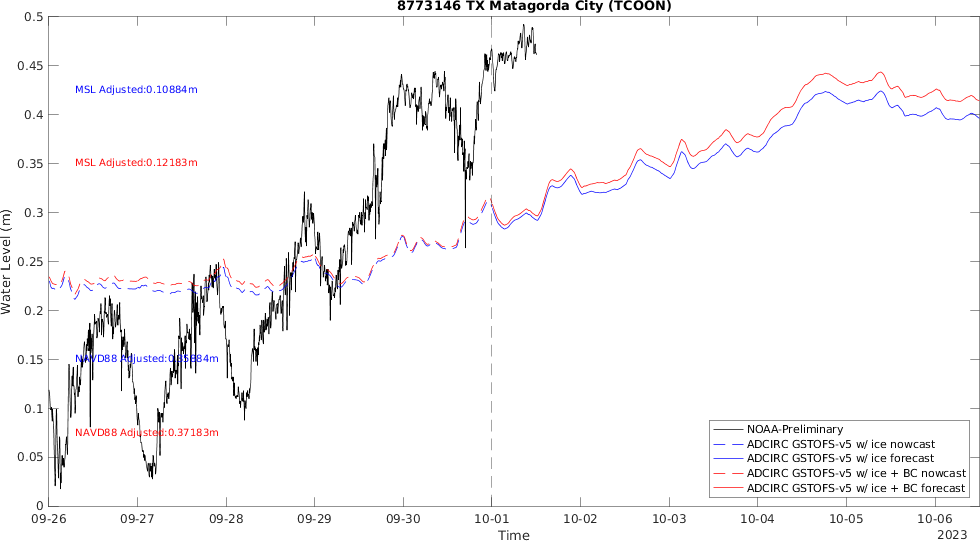 8773146 TX Matagorda City (TCOON)
0.5
0.45
0.4
0.35
0.3
0.25
0.2
0.15
0.1
0.05
0
Water Level (m)
MSL Adjusted:0.10884m
MSL Adjusted:0.12183m
NAVD88 Adjusted:0.35884m
NAVD88 Adjusted:0.37183m
NOAA-Preliminary
ADCIRC GSTOFS-v5 w/ ice nowcast
ADCIRC GSTOFS-v5 w/ ice forecast
ADCIRC GSTOFS-v5 w/ ice + BC nowcast
ADCIRC GSTOFS-v5 w/ ice + BC forecast
09-26 09-27 09-28 09-29 09-30 10-01 10-02 10-03 10-04 10-05 10-06
Time
2023